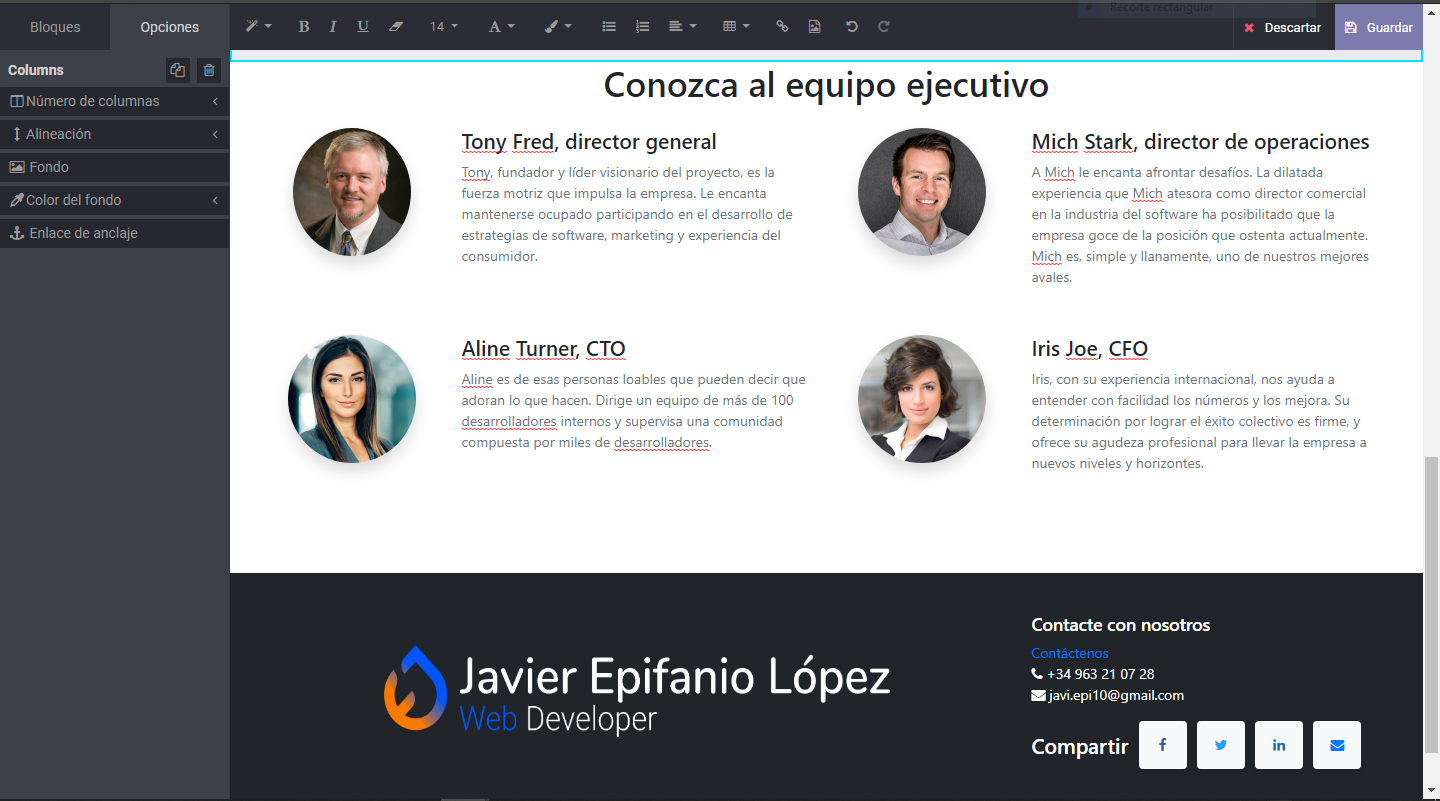 Recorte rectangular
Bloques
Opciones
14
Descartar
Guardar
Columns
Número de columnas
Alineación
Fondo
Color del fondo
Enlace de anclaje
Conozca al equipo ejecutivo
Tony Fred, director general
Tony, fundador y líder visionario del proyecto, es la
fuerza motriz que impulsa la empresa. Le encanta
mantenerse ocupado participando en el desarrollo de
estrategias de software, marketing y experiencia del
consumidor.
Mich Stark, director de operaciones
A Mich le encanta afrontar desafíos. La dilatada
experiencia que Mich atesora como director comercial
en la industria del software ha posibilitado que la
empresa goce de la posición que ostenta actualmente.
Mich es, simple y llanamente, uno de nuestros mejores
avales.
Aline Turner, CTO
Aline es de esas personas loables que pueden decir que
adoran lo que hacen. Dirige un equipo de más de 100
desarrolladores internos y supervisa una comunidad
compuesta por miles de desarrolladores.
Iris Joe, CFO
Iris, con su experiencia internacional, nos ayuda a
entender con facilidad los números y los mejora. Su
determinación por lograr el éxito colectivo es firme, y
ofrece su agudeza profesional para llevar la empresa a
nuevos niveles y horizontes.
Javier Epifanio López
Web Developer
Contacte con nosotros
Contáctenos
+34 963 21 07 28
javi.epi10@gmail.com
Compartir